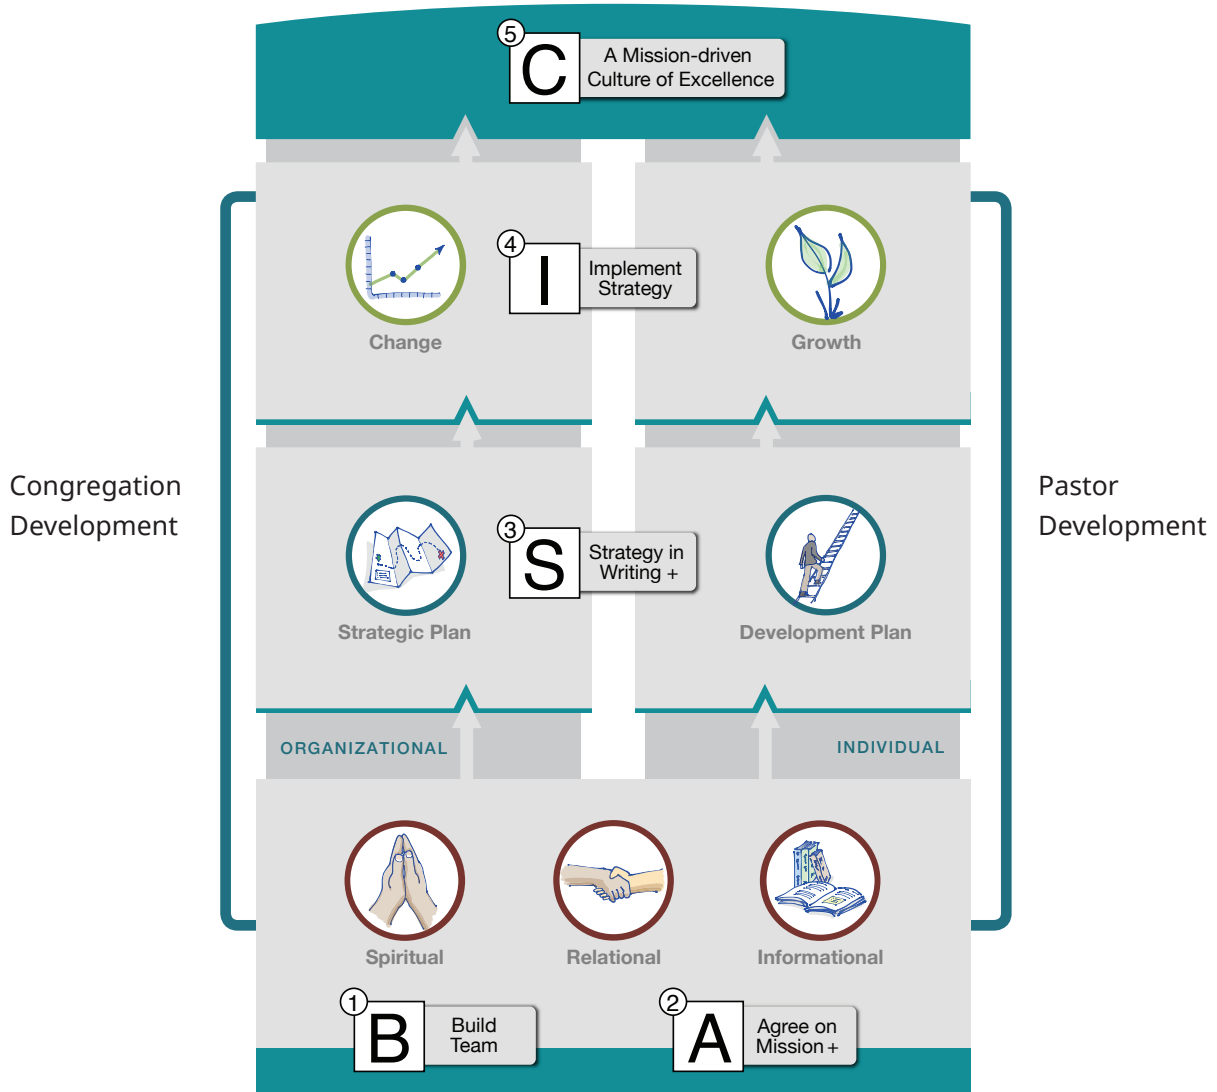 5
C
A Mission-driven
Culture of Excellence
4
I
Implement
Strategy
Change
Growth
Congregation
Development
Pastor
Development
3
S
Strategy in
Writing +
Strategic Plan
Development Plan
ORGANIZATIONAL
INDIVIDUAL
Spiritual
Relational
Informational
1
B
Build
Team
2
A
Agree on
Mission +